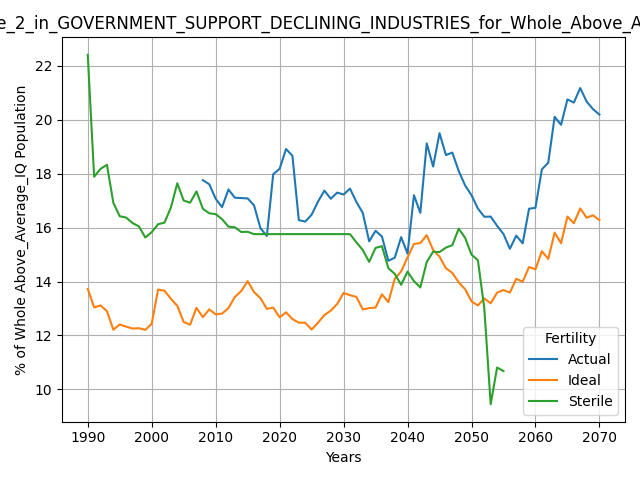 e_2_in_GOVERNMENT_SUPPORT_DECLINING_INDUSTRIES_for_Whole_Above_A
% of Whole Above_Average_IQ Population
22
20
18
16
14
12
10
Fertility
Actual
Ideal
Sterile
1990 2000 2010 2020 2030 2040 2050 2060 2070
Years